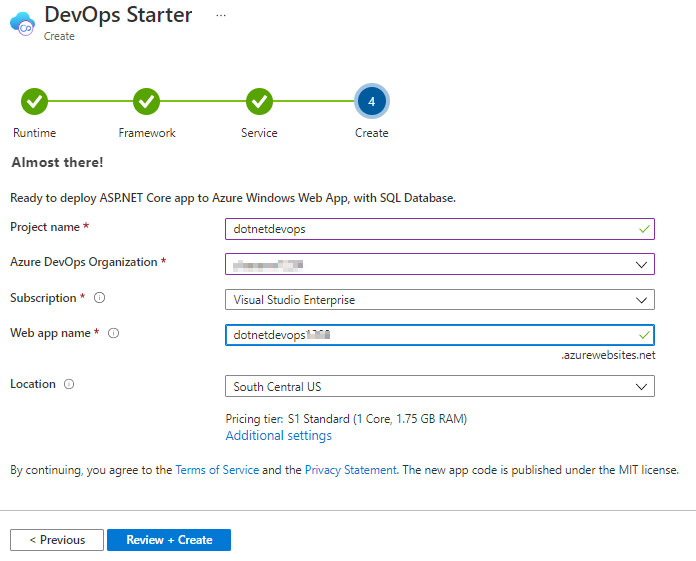 DevOps Starter ...
Create
4
Runtime Framework Service Create
Almost there!
Ready to deploy ASP.NET Core app to Azure Windows Web App, with SQL Database.
Project name * dotnetdevops
Azure DevOps Organization *
Subscription * Visual Studio Enterprise
Web app name * dotnetdevops
.azurewebsites.net
Location South Central US
Pricing tier: S1 Standard (1 Core, 1.75 GB RAM)
Additional settings
By continuing, you agree to the Terms of Service and the Privacy Statement. The new app code is published under the MIT license.
< Previous Review + Create